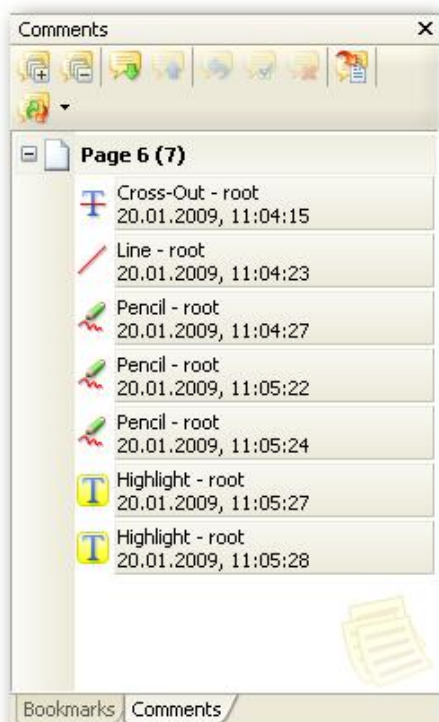 Comments
Page 6 (7)
Cross-Out - root
20.01.2009, 11:04:15
Line - root
20.01.2009, 11:04:23
Pencil - root
20.01.2009, 11:04:27
Pencil - root
20.01.2009, 11:05:22
Pencil - root
20.01.2009, 11:05:24
Highlight - root
20.01.2009, 11:05:27
Highlight - root
20.01.2009, 11:05:28
Bookmarks Comments